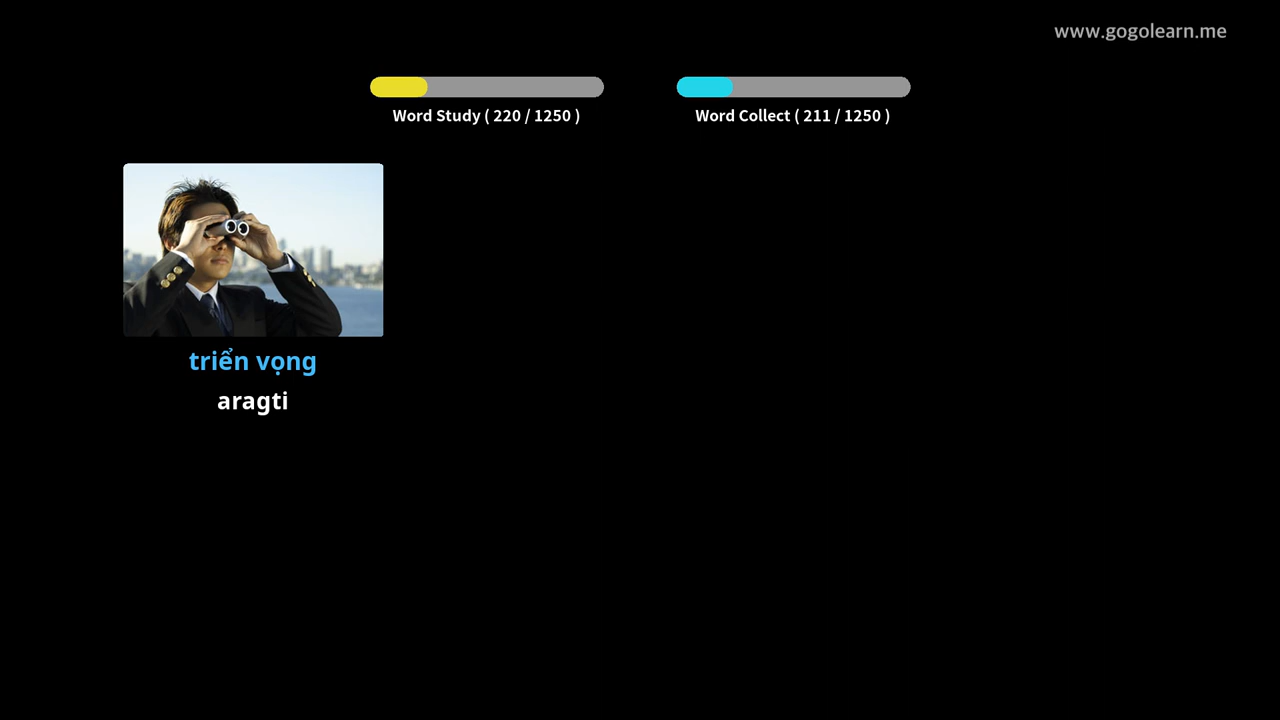 www.gogolearn.me
Word Study ( 220 / 1250 )
Word Collect ( 211 / 1250 )
triển vọng
aragti